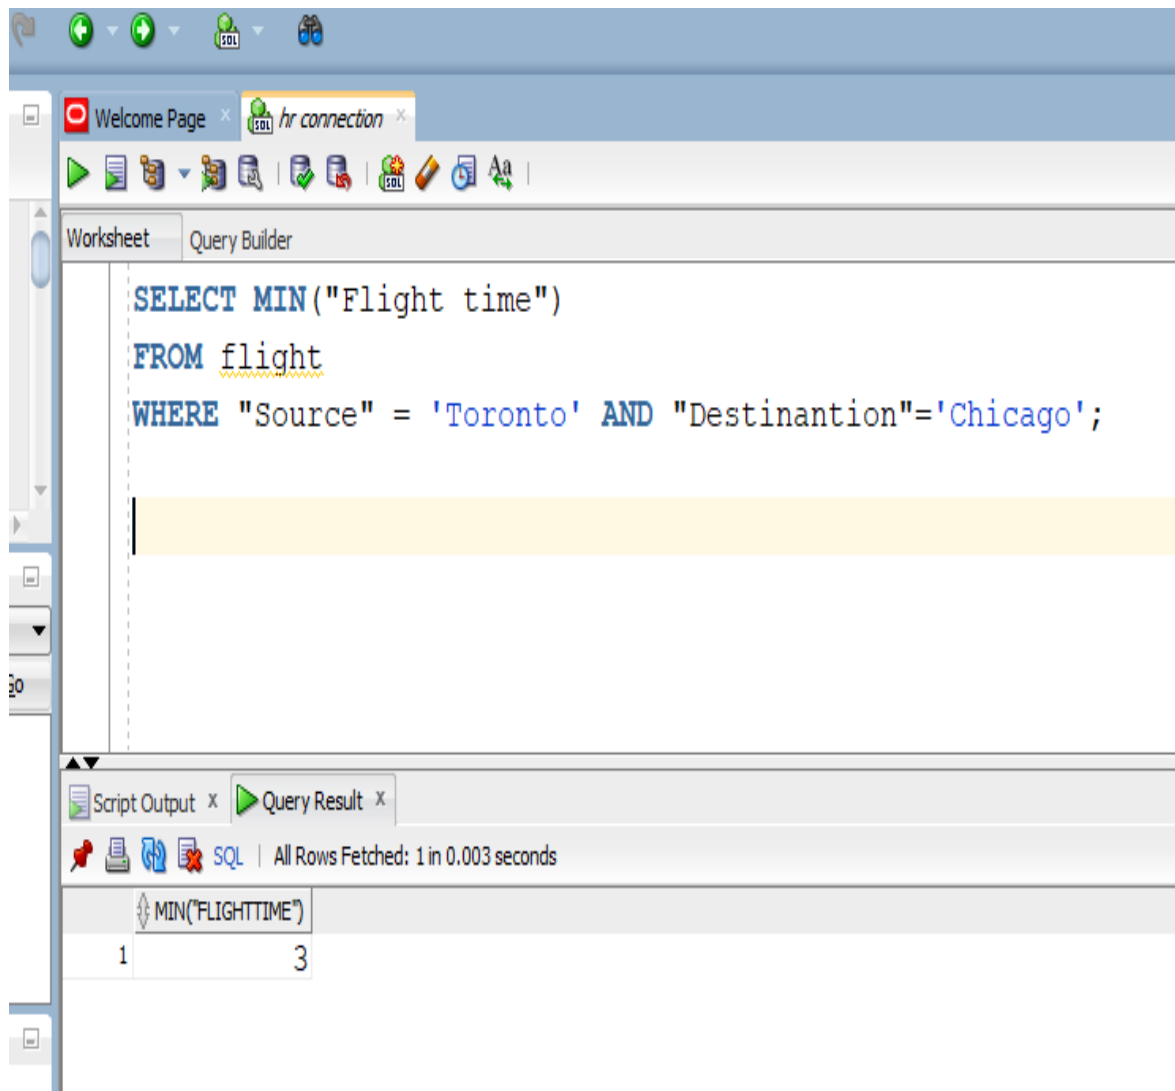 SQL
Welcome Page hr connection
Worksheet Query Builder
SELECT MIN("Flight time")
FROM flight
WHERE "Source" = 'Toronto' AND "Destinantion"='Chicago';
Script Output x Query Result x
SQL | All Rows Fetched: 1 in 0.003 seconds
MIN("FLIGHTTIME")
1 3